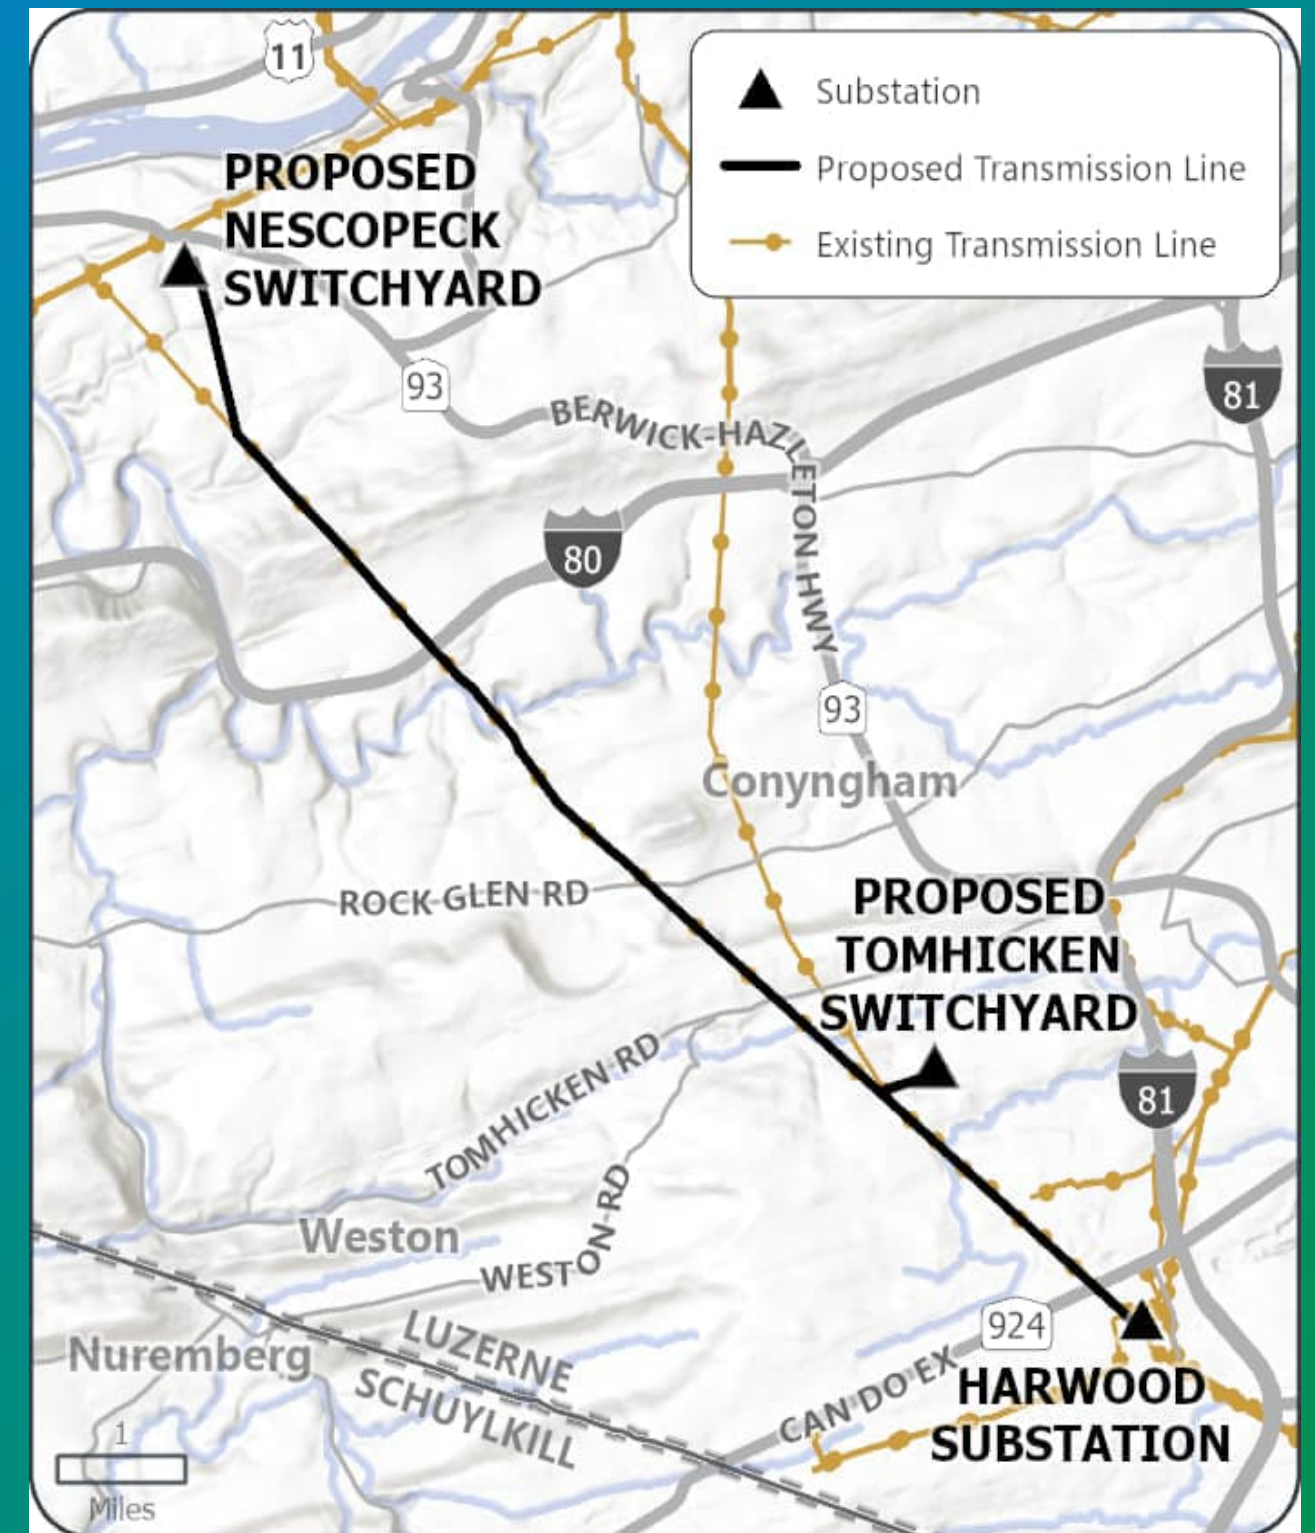 11
Substation
Proposed Transmission Line
Existing Transmission Line
PROPOSED
NESCOPECK
SWITCHYARD
93
BERWICK-HAZLETON HWY
81
80
93
Conyngham
ROCK GLEN RD
PROPOSED
TOMHICKEN
SWITCHYARD
TOMHICKEN RD
81
WESTON RD
Weston
924
LUZERNE
SCHUYLKILL
Nuremberg
CAN DO EX
HARWOOD
SUBSTATION
1
Miles